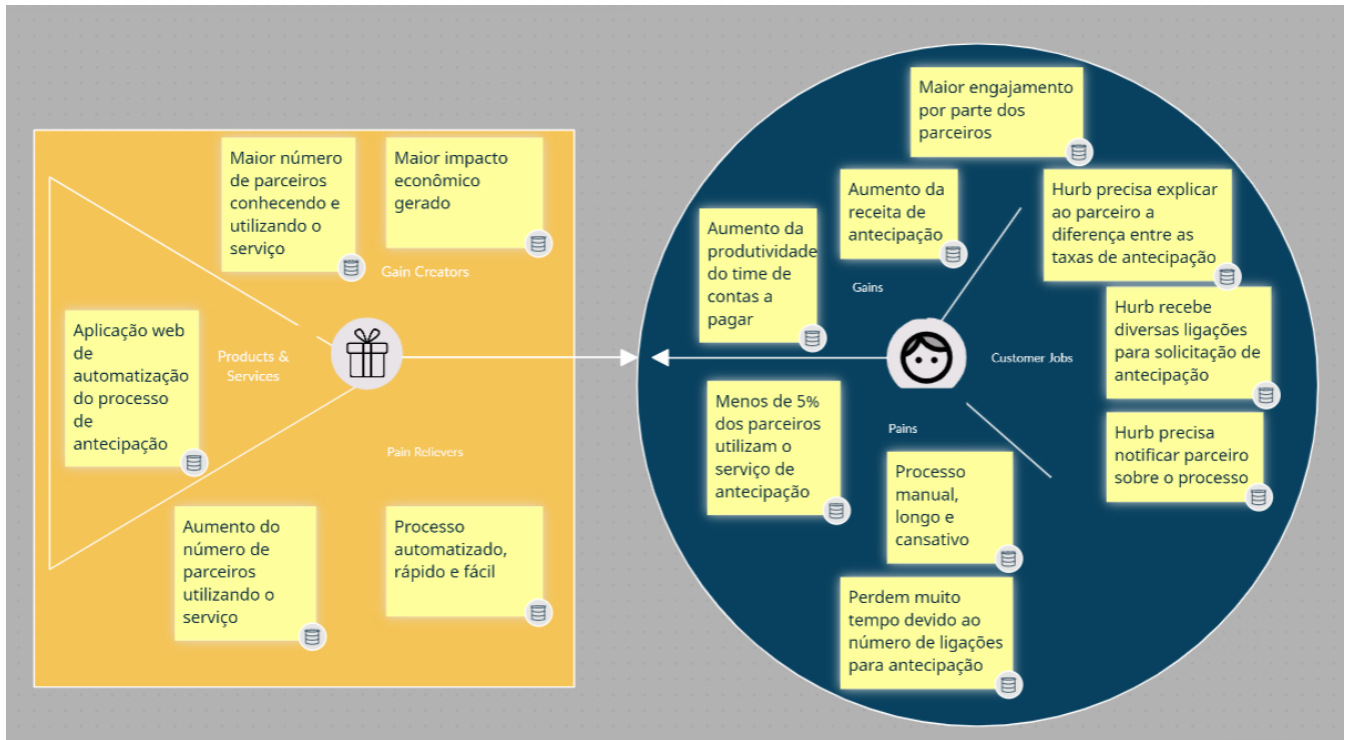 Maior número
de parceiros
conhecendo e
utilizando o
serviço
Maior impacto
econômico
gerado
Gain Creators
Aplicação web
de
automatização
do processo
de
antecipação
Products &
Services
Pain Relievers
Aumento do
número de
parceiros
utilizando o
serviço
Processo
automatizado,
rápido e fácil
Maior engajamento
por parte dos
parceiros
Aumento da
receita de
antecipação
Aumento da
produtividade
do time de
contas a
pagar
Gains
Hurb precisa explicar
ao parceiro a
diferença entre as
taxas de antecipação
Hurb recebe
diversas ligações
para solicitação de
antecipação
Customer Jobs
Hurb precisa
notificar parceiro
sobre o processo
Menos de 5%
dos parceiros
utilizam o
serviço de
antecipação
Pains
Processo
manual,
longo e
cansativo
Perdem muito
tempo devido ao
número de ligações
para antecipação